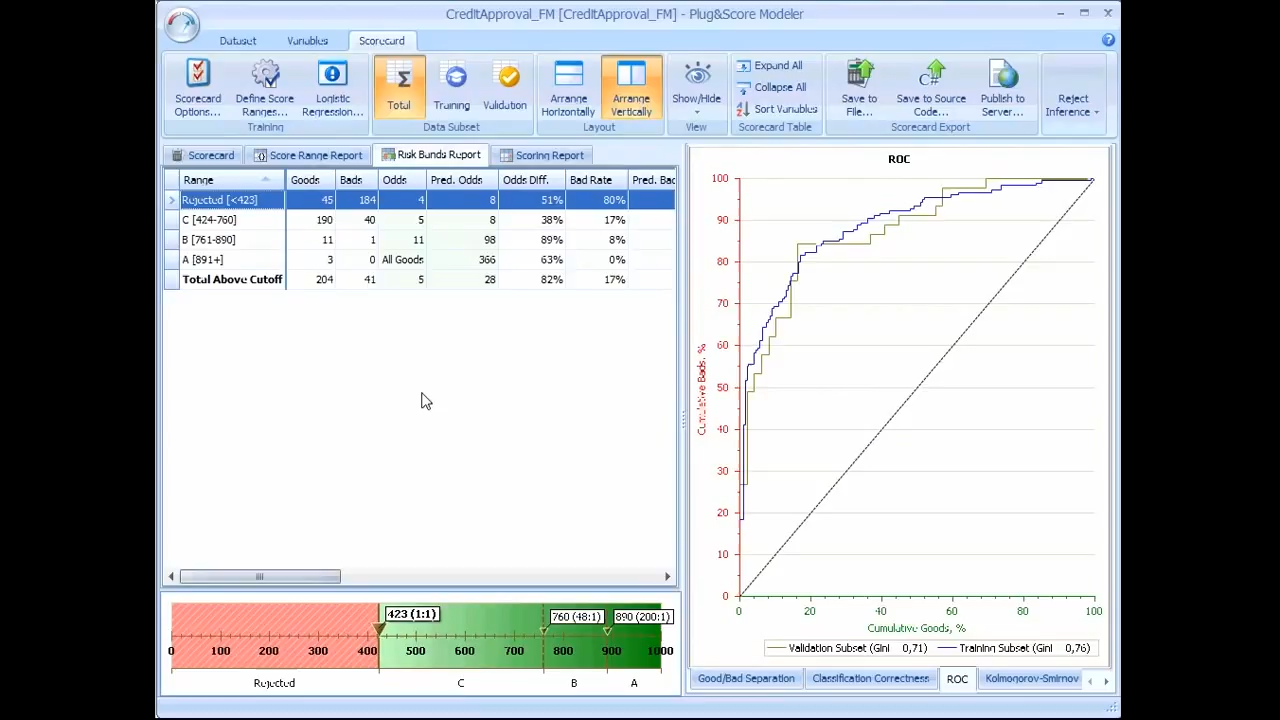 CreditApproval_FM [CreditApproval_FM] - Plug&Score Modeler
Dataset Variables Scorecard
Scorecard Options... Define Score Ranges... Logistic Regression... Total Training Validation Arrange Horizontally Arrange Vertically Show/Hide Expand All Collapse All Sort Variables Save to File... Save to Source Code... Publish to Server... Reject Inference
Training Data Subset Layout View Scorecard Table Scorecard Export
Scorecard Score Range Report Risk Bands Report Scoring Report
Range Goods Bads Odds Pred. Odds Odds Diff. Bad Rate Pred. Bad
Rejected [<423] 45 184 4 8 51% 80%
C [424-760] 190 40 5 8 38% 17%
B [761-890] 11 1 11 98 89% 8%
A [891+] 3 0 All Goods 366 63% 0%
Total Above Cutoff 204 41 5 28 82% 17%
423 (1:1) 760 (48:1) 890 (200:1)
0 100 200 300 400 500 600 700 800 900 1000
Rejected C B A
ROC
100
90
80
70
60
50
40
30
20
10
0
Cumulative Bads, %
0 20 40 60 80 100
Cumulative Goods, %
Validation Subset (Gini 0,71) Training Subset (Gini 0,76)
Good/Bad Separation Classification Correctness ROC Kolmogorov-Smirnov